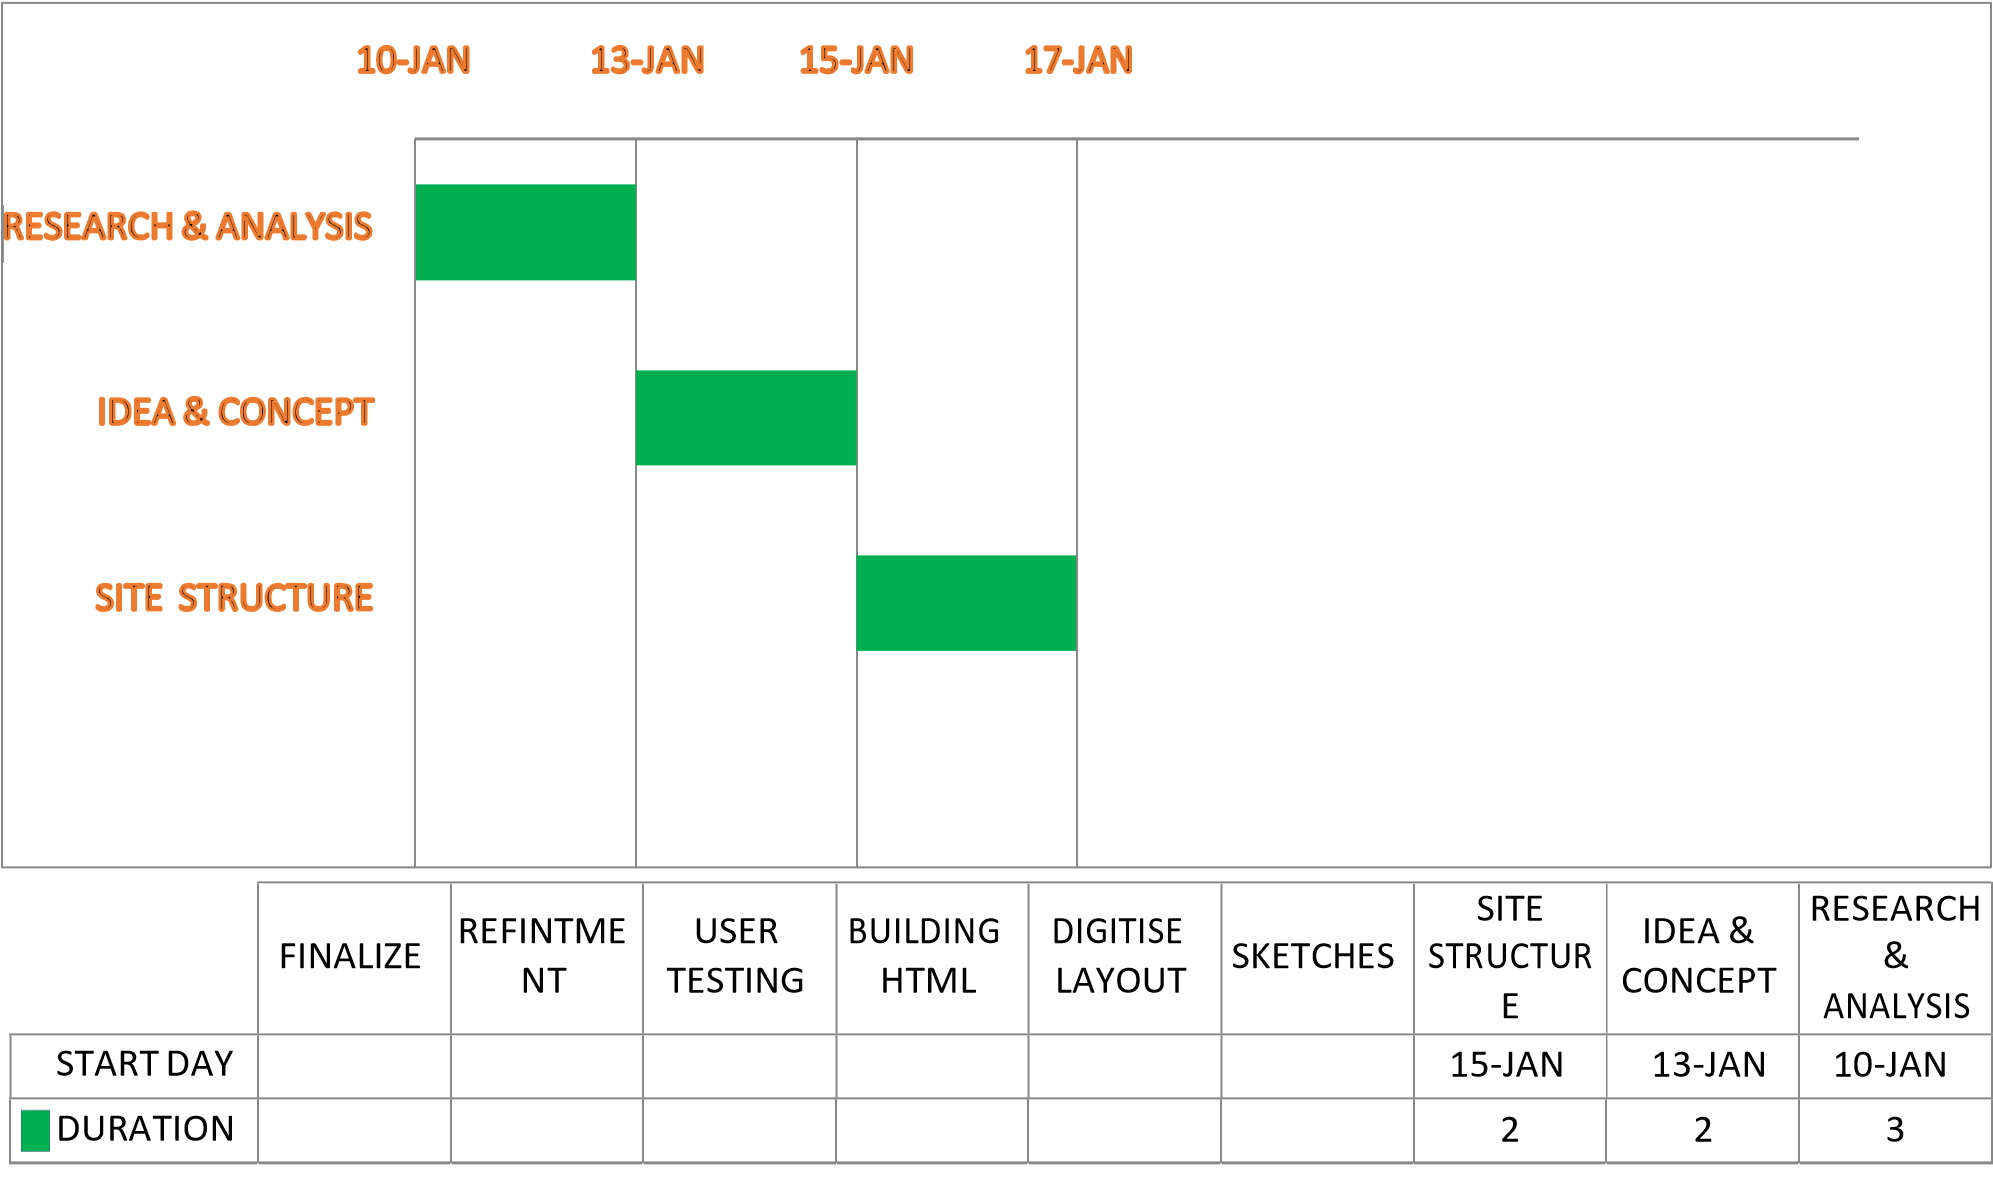 10-JAN 13-JAN 15-JAN 17-JAN
RESEARCH & ANALYSIS
IDEA & CONCEPT
SITE STRUCTURE
FINALIZE
REFINTME
NT
USER
TESTING
BUILDING
HTML
DIGITISE
LAYOUT
SKETCHES
SITE
STRUCTUR
E
IDEA &
CONCEPT
RESEARCH
&
ANALYSIS
START DAY 15-JAN 13-JAN 10-JAN
DURATION 2 2 3